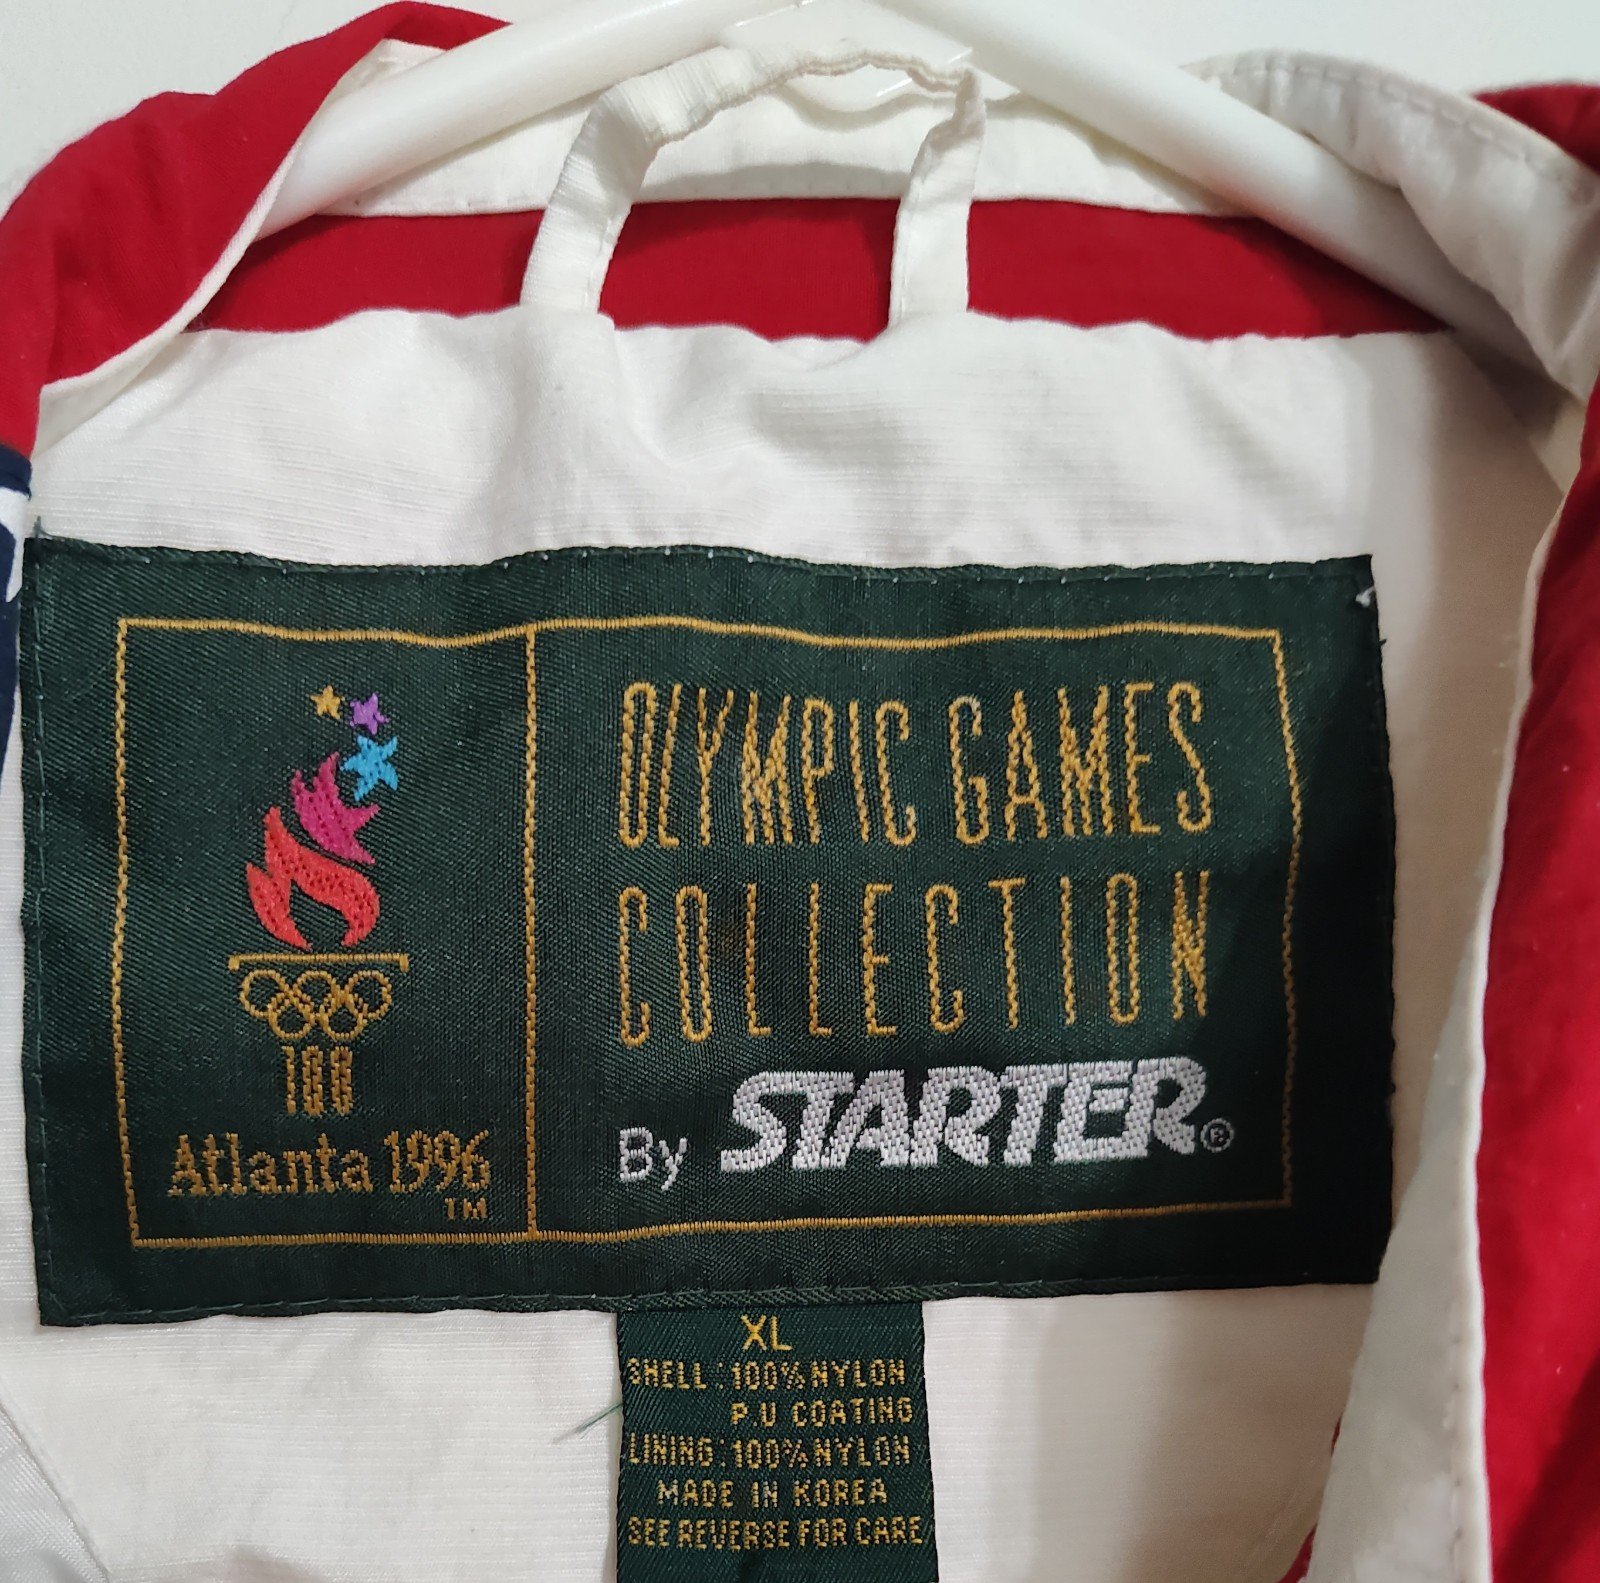 OLYMPIC GAMES
COLLECTION
By STARTER®
100
Atlanta 1996
TM
XL
SHELL:100%NYLON
P.U COATING
LINING:100%NYLON
MADE IN KOREA
SEE REVERSE FOR CARE